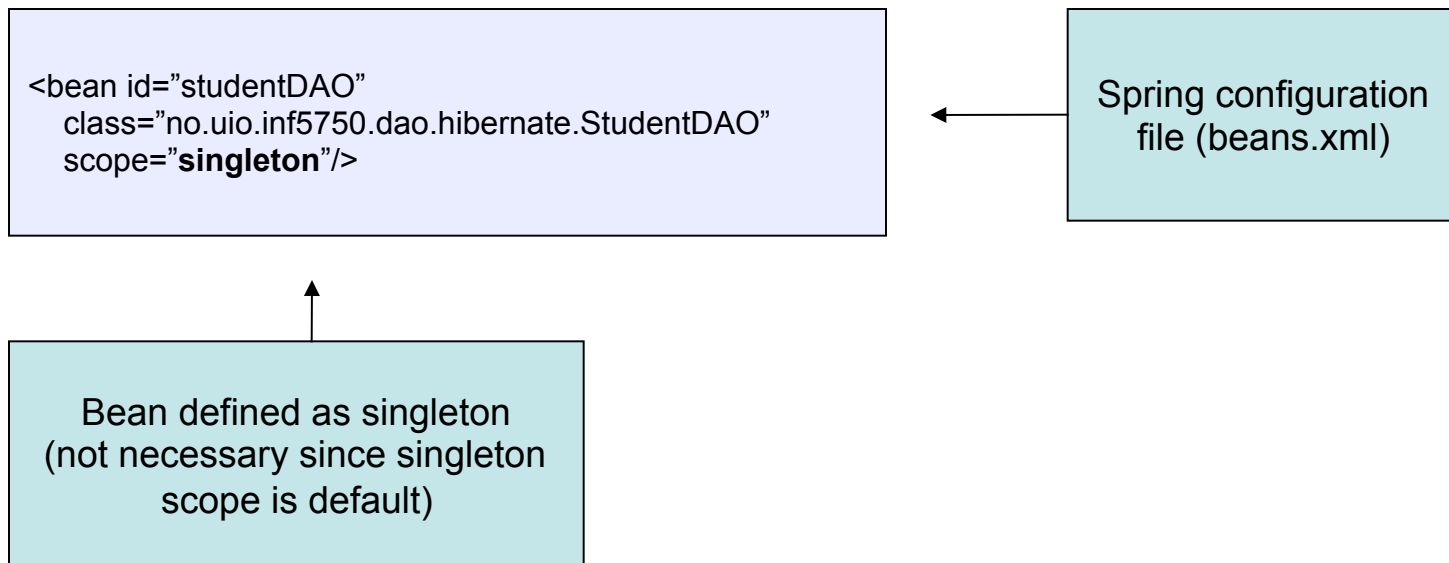 <bean id=”studentDAO”
class=”no.uio.inf5750.dao.hibernate.StudentDAO”
scope=”singleton”/>
Spring configuration
file (beans.xml)
Bean defined as singleton
(not necessary since singleton
scope is default)